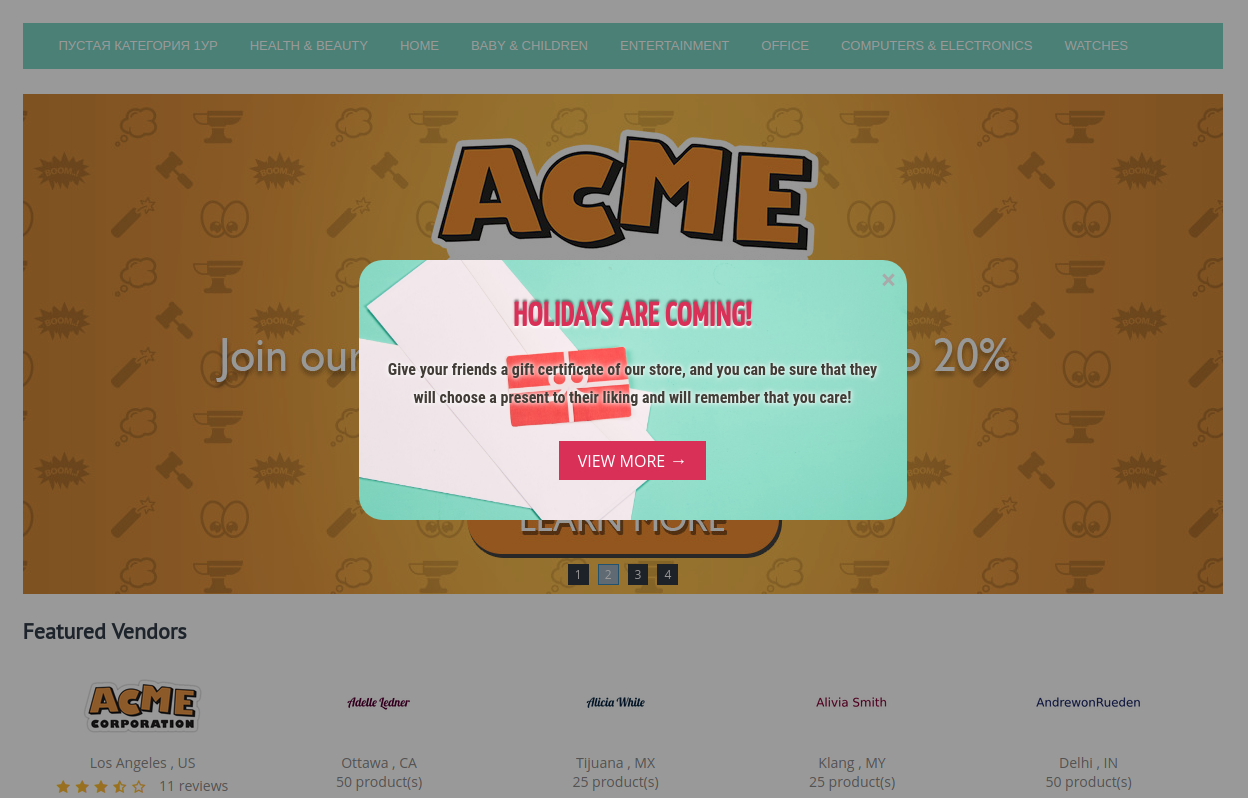 ПУСТАЯ КАТЕГОРИЯ 1УР HEALTH & BEAUTY HOME BABY & CHILDREN ENTERTAINMENT OFFICE COMPUTERS & ELECTRONICS WATCHES
ACME
BOOM..!
Join our
20%
×
HOLIDAYS ARE COMING!
Give your friends a gift certificate of our store, and you can be sure that they
will choose a present to their liking and will remember that you care!
VIEW MORE →
LEARN MORE
1 2 3 4
Featured Vendors
ACME CORPORATION
Adelle Ledner
Alicia White
Alivia Smith
AndrewonRueden
Los Angeles , US
11 reviews
Ottawa , CA
50 product(s)
Tijuana , MX
25 product(s)
Klang , MY
25 product(s)
Delhi , IN
50 product(s)